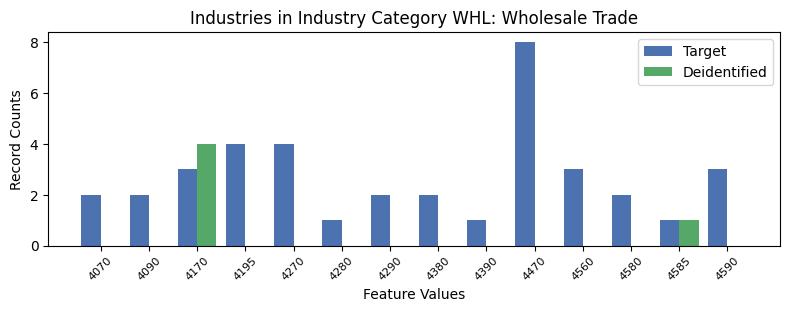 Industries in Industry Category WHL: Wholesale Trade
Target
Deidentified
Record Counts
8
6
4
2
0
4070 4090 4170 4195 4270 4280 4290 4380 4390 4470 4560 4580 4585 4590
Feature Values